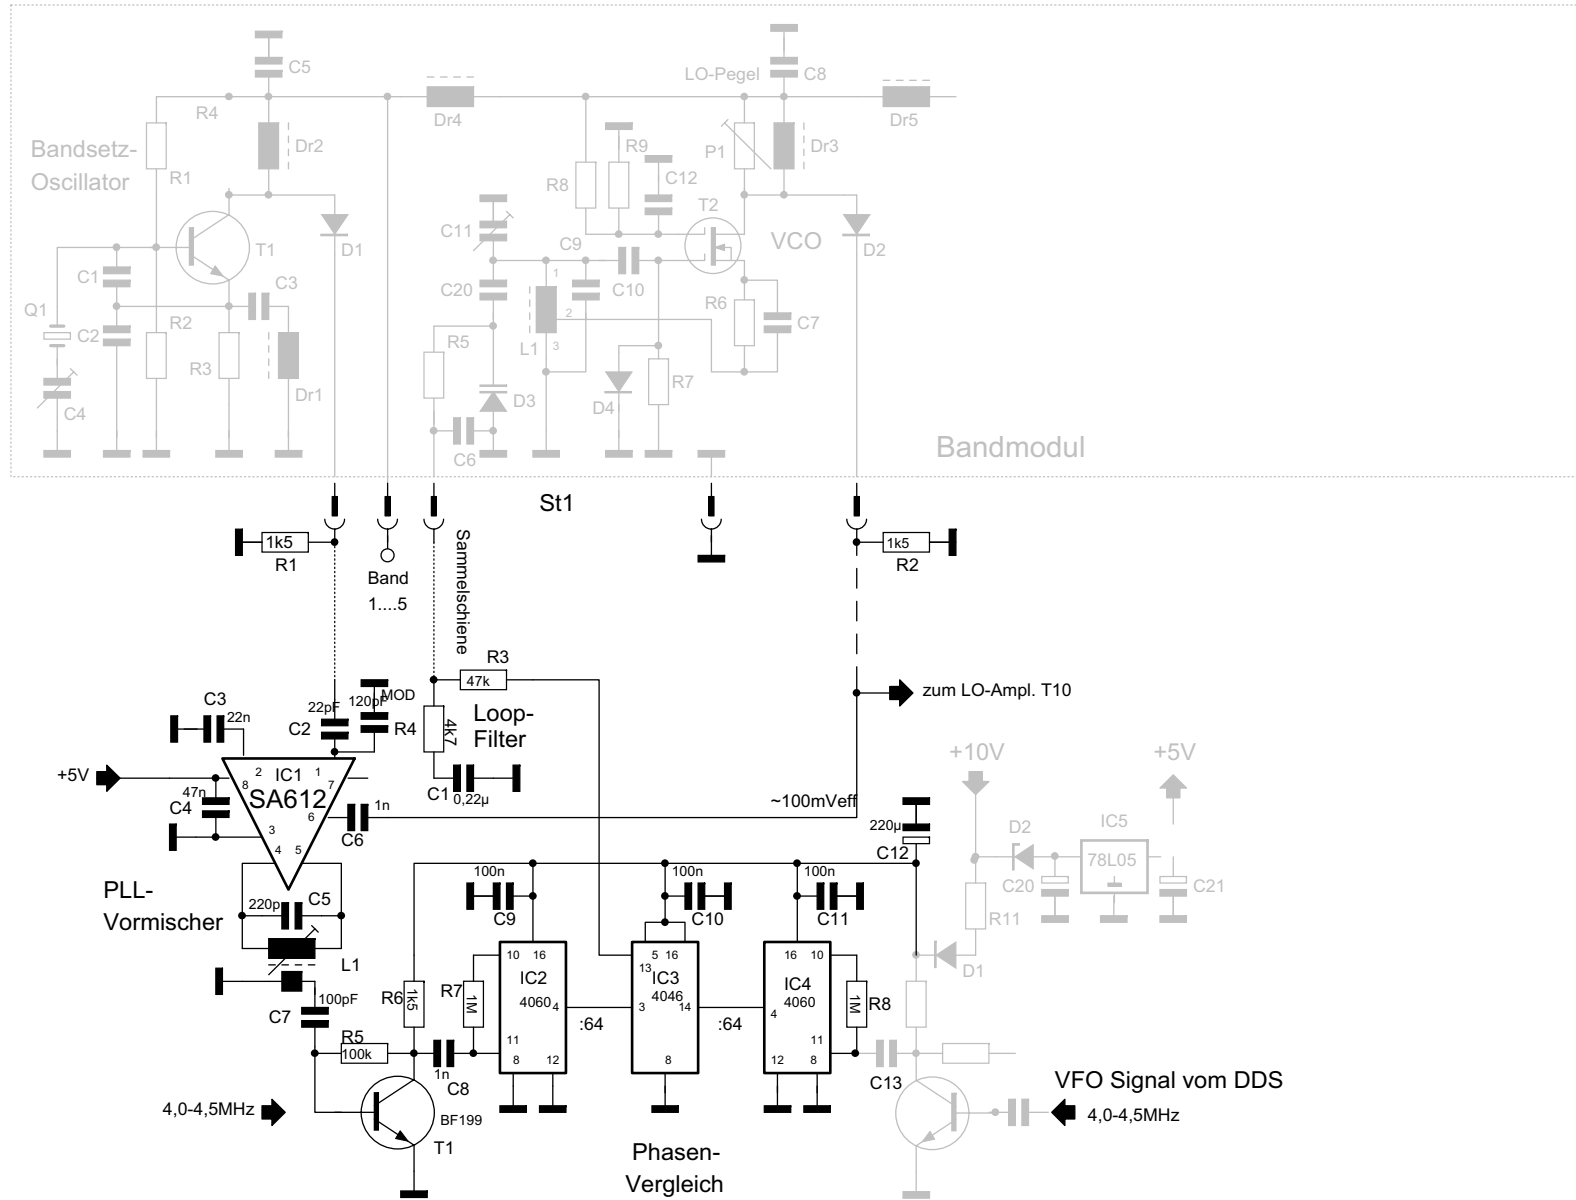 C5
LO-Pegel
C8
R4
Dr4
Dr5
Bandsetz-
Oscillator
R1
Dr2
R9
P1
Dr3
R8
C12
T2
C11
T1
D1
C9
VCO
D2
C1
C3
C20
1
C10
R6
Q1
2
C2
R2
R5
C7
L1
3
R3
R7
Dr1
D3
D4
C4
C6
Bandmodul
St1
1k5
R1
Sammelschiene
1k5
R2
Band
1....5
R3
47k
zum LO-Ampl. T10
C3
22n
22pF
C2
120pF
MOD
R4
4k7
Loop-
Filter
+10V
+5V
+5V
2
IC1
1
8
7
SA612
47n
C4
1n
6
C6
C1
0,22µ
~100mVeff
3
4
5
220µ
C12
D2
IC5
78L05
C20
C21
R11
PLL-
Vormischer
220p
C5
100n
C9
100n
C10
100n
C11
L1
10
16
IC2
4060
4
11
8
12
5
16
13
IC3
4046
3
14
8
16
10
IC4
4060
4
11
12
8
D1
100pF
C7
R6
1k5
R7
1M
:64
:64
1M
R8
R5
100k
1n
C8
C13
VFO Signal vom DDS
4,0-4,5MHz
4,0-4,5MHz
BF199
T1
Phasen-
Vergleich